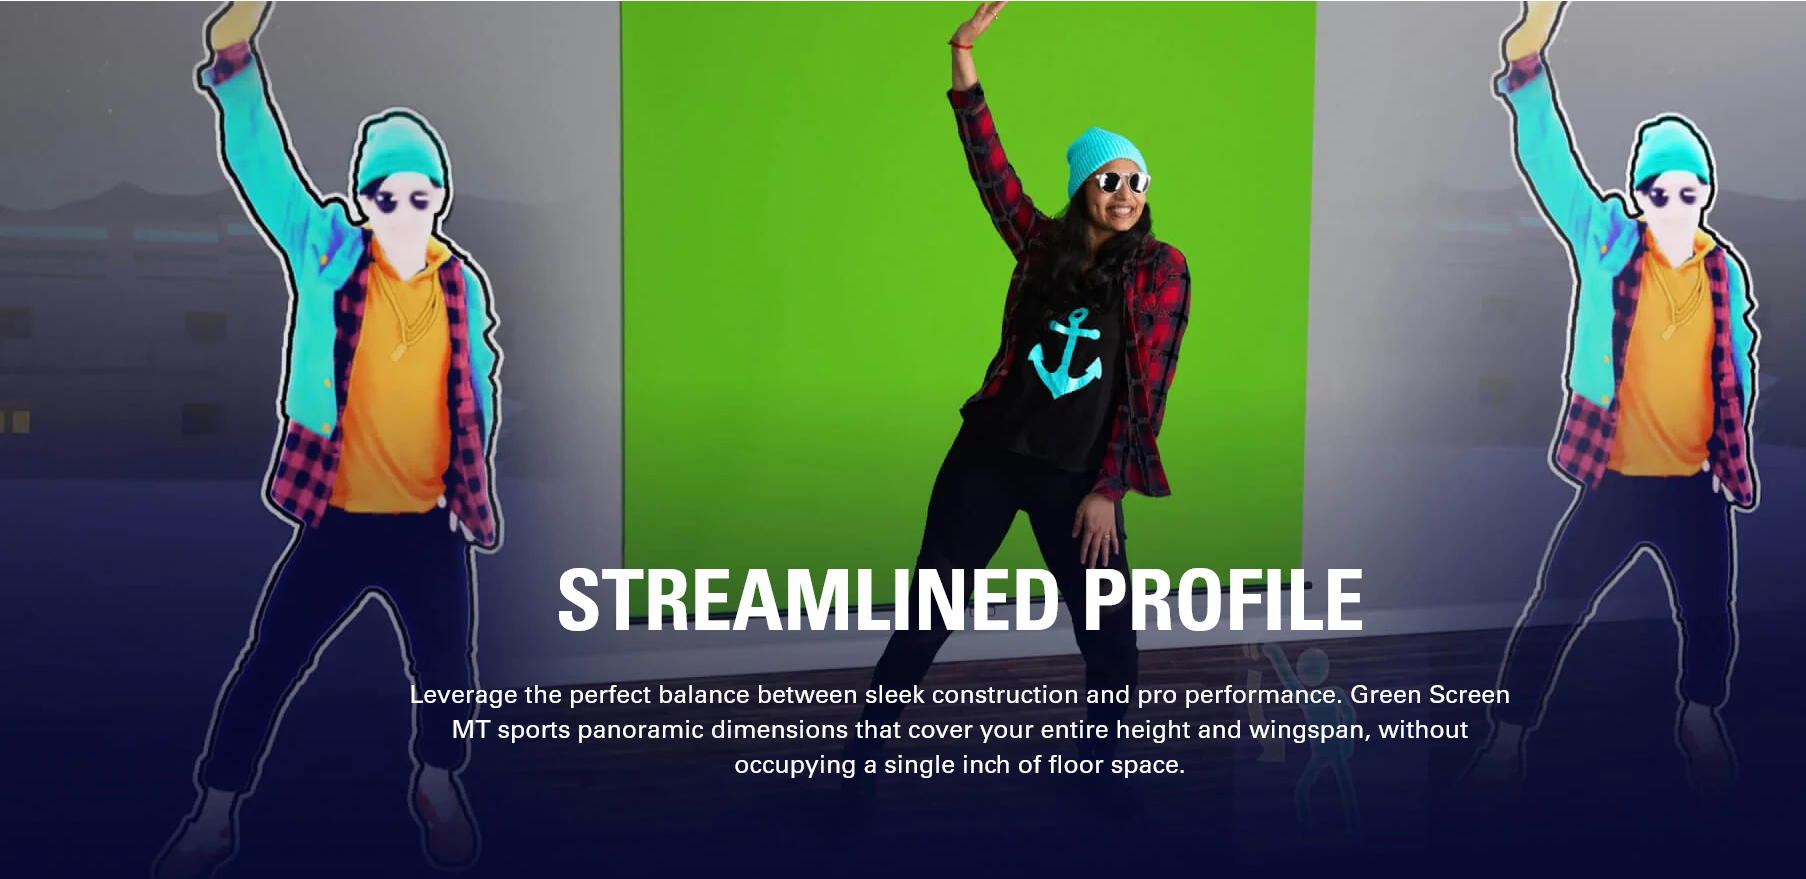 STREAMLINED PROFILE
Leverage the perfect balance between sleek construction and pro performance. Green Screen
MT sports panoramic dimensions that cover your entire height and wingspan, without
occupying a single inch of floor space.